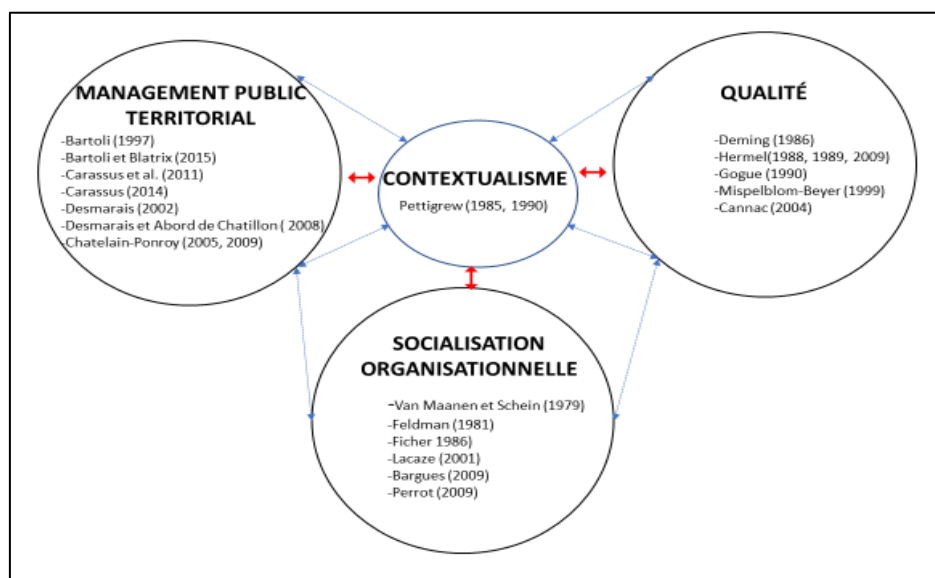 MANAGEMENT PUBLIC
TERRITORIAL
-Bartoli (1997)
-Bartoli et Blatrix (2015)
-Carassus et al. (2011)
-Carassus (2014)
-Desmarais (2002)
-Desmarais et Abord de Chatillon ( 2008)
-Chatelain-Ponroy (2005, 2009)
CONTEXTUALISME
Pettigrew (1985, 1990)
QUALITÉ
-Deming (1986)
-Hermel(1988, 1989, 2009)
-Gogue (1990)
-Mispelblom-Beyer (1999)
-Cannac (2004)
SOCIALISATION
ORGANISATIONNELLE
-Van Maanen et Schein (1979)
-Feldman (1981)
-Ficher 1986)
-Lacaze (2001)
-Bargues (2009)
-Perrot (2009)